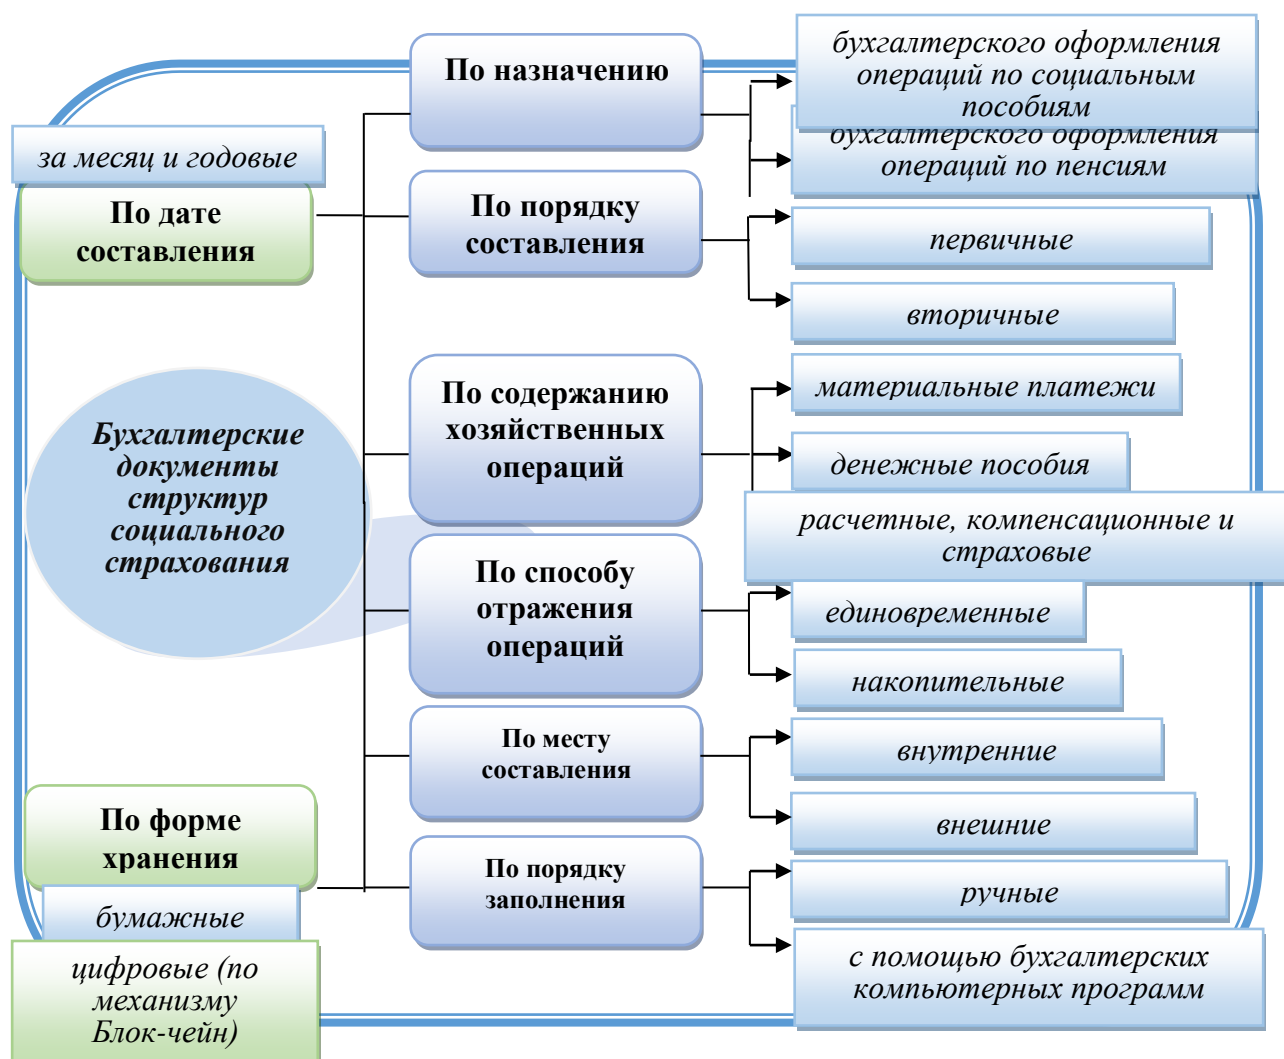 за месяц и годовые
По дате
составления
Бухгалтерские
документы
структур
социального
страхования
По форме
хранения
бумажные
цифровые (по
механизму
Блок-чейн)
По назначению
бухгалтерского оформления
операций по социальным
пособиям
бухгалтерского оформления
операций по пенсиям
По порядку
составления
первичные
вторичные
По содержанию
хозяйственных
операций
материальные платежи
денежные пособия
расчетные, компенсационные и
страховые
По способу
отражения
операций
единовременные
накопительные
По месту
составления
внутренние
внешние
По порядку
заполнения
ручные
с помощью бухгалтерских
компьютерных программ